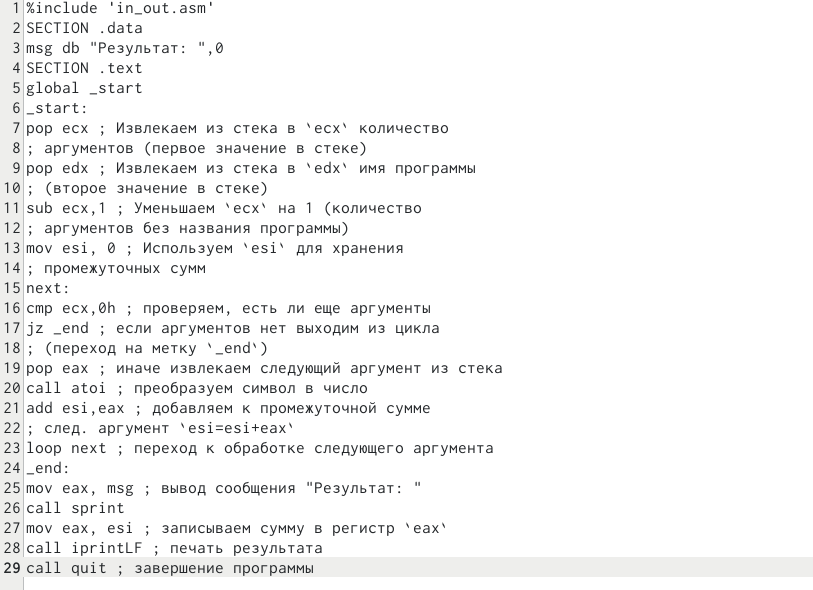 1 %include 'in_out.asm'
2 SECTION .data
3 msg db "Результат: ",0
4 SECTION .text
5 global _start
6 _start:
7 pop ecx ; Извлекаем из стека в `ecx` количество
8 ; аргументов (первое значение в стеке)
9 pop edx ; Извлекаем из стека в `edx` имя программы
10 ; (второе значение в стеке)
11 sub ecx,1 ; Уменьшаем `ecx` на 1 (количество
12 ; аргументов без названия программы)
13 mov esi, 0 ; Используем `esi` для хранения
14 ; промежуточных сумм
15 next:
16 cmp ecx,0h ; проверяем, есть ли еще аргументы
17 jz _end ; если аргументов нет выходим из цикла
18 ; (переход на метку `_end`)
19 pop eax ; иначе извлекаем следующий аргумент из стека
20 call atoi ; преобразуем символ в число
21 add esi,eax ; добавляем к промежуточной сумме
22 ; след. аргумент `esi=esi+eax`
23 loop next ; переход к обработке следующего аргумента
24 _end:
25 mov eax, msg ; вывод сообщения "Результат: "
26 call sprint
27 mov eax, esi ; записываем сумму в регистр `eax`
28 call iprintLF ; печать результата
29 call quit ; завершение программы